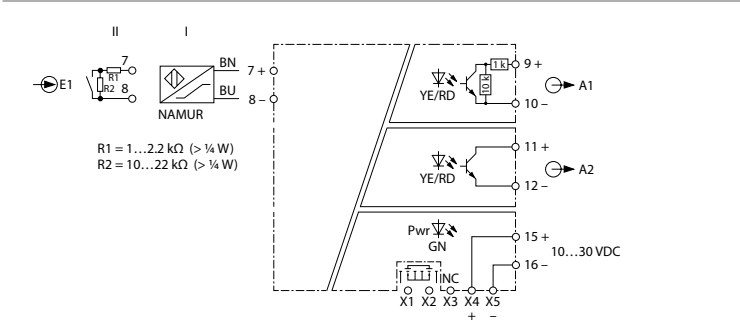 II I
E1
7
R1
R2 8
NAMUR
BN 7 +
BU 8 –
R1 = 1…2.2 kΩ (> ¼ W)
R2 = 10…22 kΩ (> ¼ W)
1 k 9 +
10 k
YE/RD
A1
10 –
11 +
YE/RD
A2
12 –
Pwr
GN
15 +
10…30 VDC
16 –
NC
X1 X2 X3 X4 X5
+ –